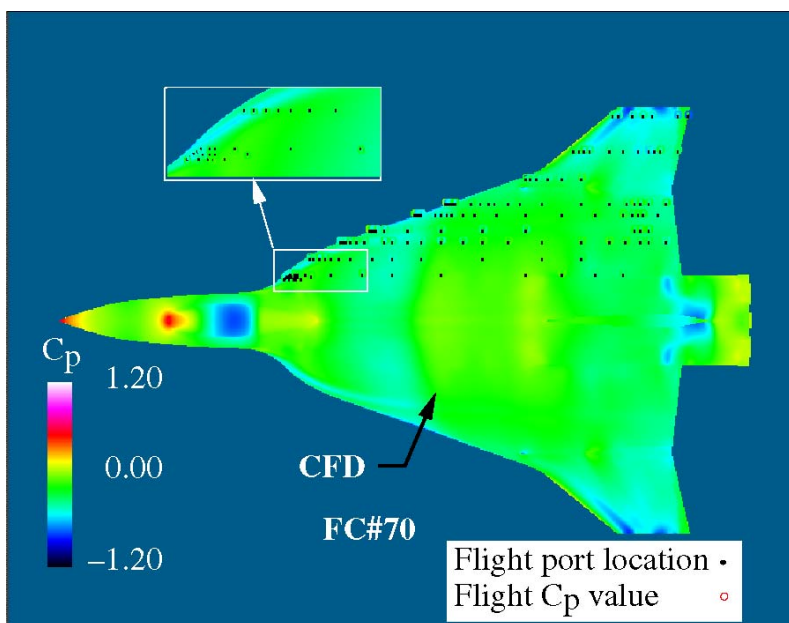 Cp
1.20
0.00
–1.20
CFD
FC#70
Flight port location
Flight Cp value